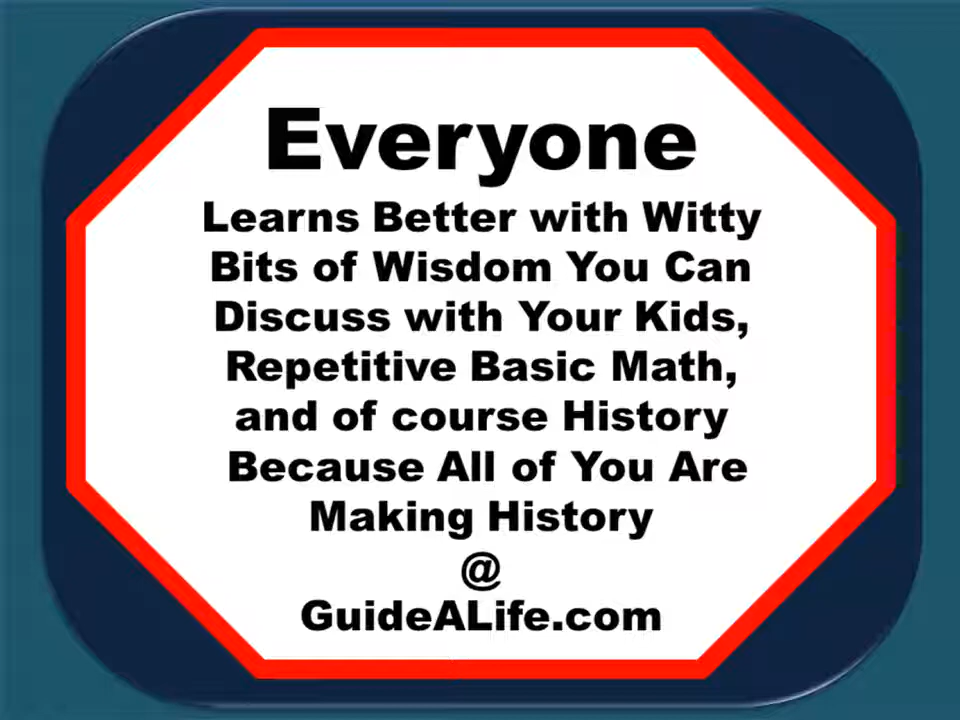 Everyone
Learns Better with Witty
Bits of Wisdom You Can
Discuss with Your Kids,
Repetitive Basic Math,
and of course History
Because All of You Are
Making History
@
GuideALife.com